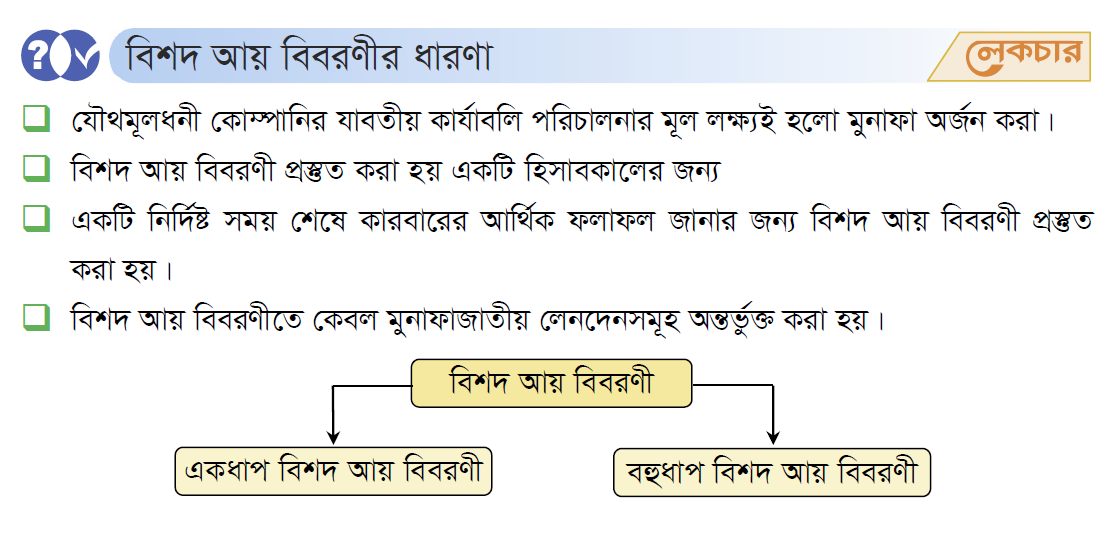 বিশদ আয় বিবরণীর ধারণা
লেকচার
যৌথমূলধনী কোম্পানির যাবতীয় কার্যাবলি পরিচালনার মূল লক্ষ্যই হলো মুনাফা অর্জন করা।
বিশদ আয় বিবরণী প্রস্তুত করা হয় একটি হিসাবকালের জন্য
একটি নির্দিষ্ট সময় শেষে কারবারের আর্থিক ফলাফল জানার জন্য বিশদ আয় বিবরণী প্রস্তুত
করা হয়।
বিশদ আয় বিবরণীতে কেবল মুনাফাজাতীয় লেনদেনসমূহ অন্তর্ভুক্ত করা হয়।
বিশদ আয় বিবরণী
একধাপ বিশদ আয় বিবরণী
বহুধাপ বিশদ আয় বিবরণী